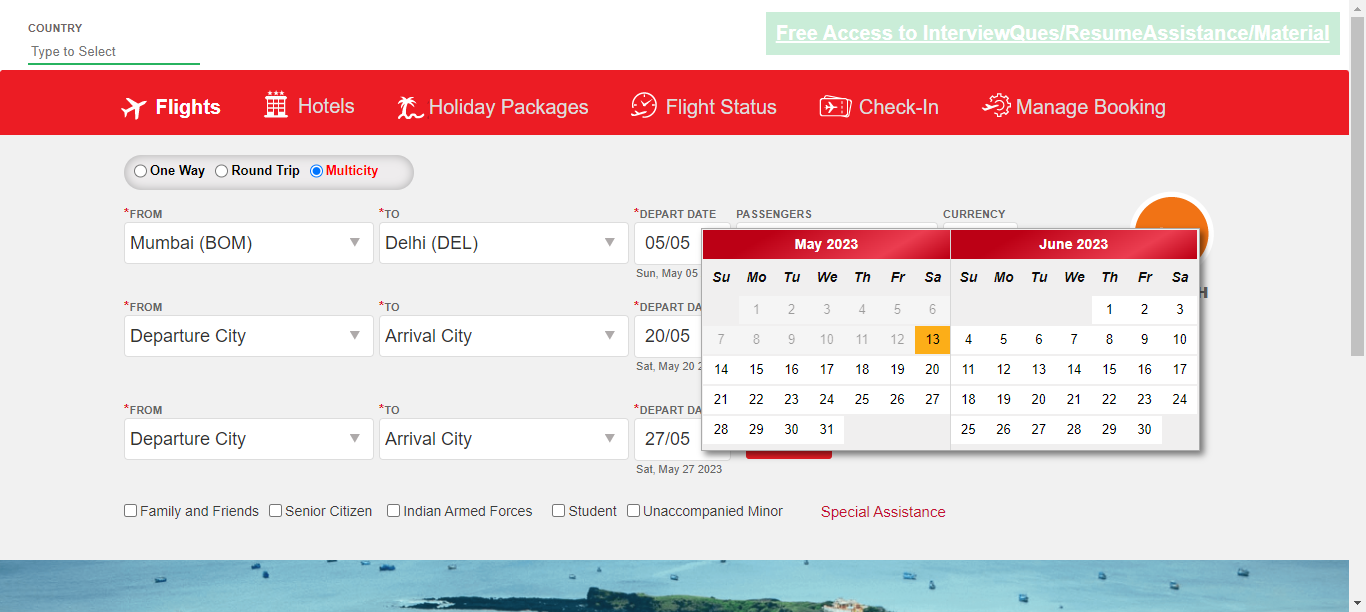 COUNTRY
Type to Select
Free Access to InterviewQues/ResumeAssistance/Material
Flights Hotels Holiday Packages Flight Status Check-In Manage Booking
One Way Round Trip Multicity
*FROM *TO *DEPART DATE PASSENGERS CURRENCY
Mumbai (BOM) Delhi (DEL) 05/05
Sun, May 05
*FROM *TO *DEPART DA
Departure City Arrival City 20/05
Sat, May 20 2
*FROM *TO *DEPART DA
Departure City Arrival City 27/05
Sat, May 27 2023
May 2023
Su Mo Tu We Th Fr Sa
1 2 3 4 5 6
7 8 9 10 11 12 13
14 15 16 17 18 19 20
21 22 23 24 25 26 27
28 29 30 31
June 2023
Su Mo Tu We Th Fr Sa
1 2 3
4 5 6 7 8 9 10
11 12 13 14 15 16 17
18 19 20 21 22 23 24
25 26 27 28 29 30
H
Family and Friends Senior Citizen Indian Armed Forces Student Unaccompanied Minor Special Assistance